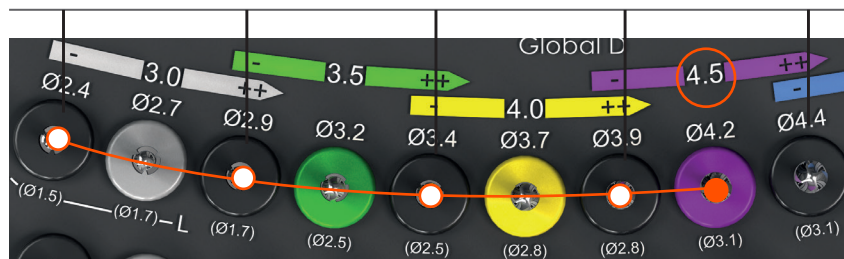 Global D
- 3.0 ++
- 3.5 ++
- 4.0 ++
- 4.5 ++
-
Ø2.4 Ø2.7 Ø2.9 Ø3.2 Ø3.4 Ø3.7 Ø3.9 Ø4.2 Ø4.4
(Ø1.5) (Ø1.7) L (Ø1.7) (Ø2.5) (Ø2.5) (Ø2.8) (Ø2.8) (Ø3.1) (Ø3.1)